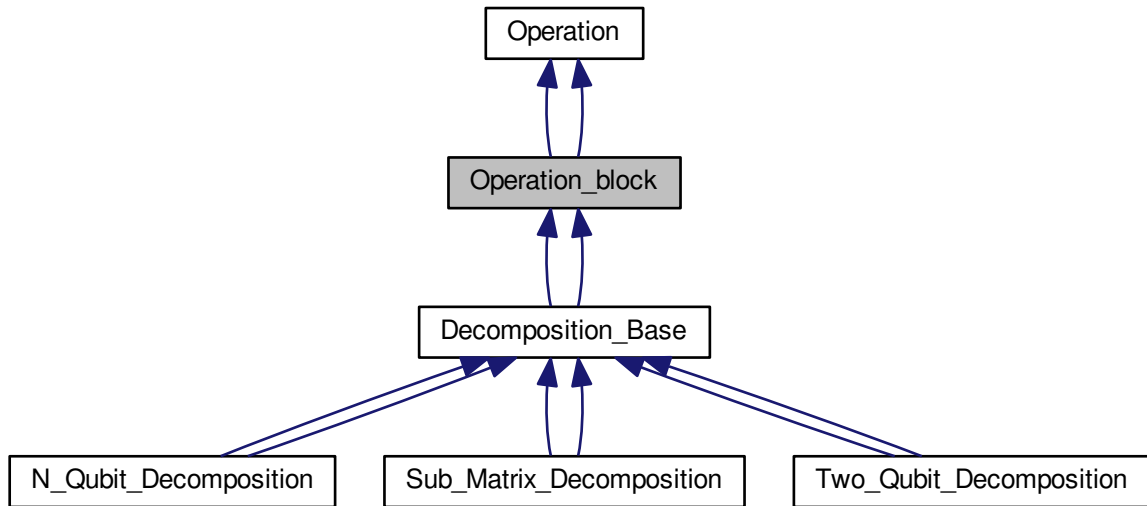 Operation
Operation_block
Decomposition_Base
N_Qubit_Decomposition
Sub_Matrix_Decomposition
Two_Qubit_Decomposition